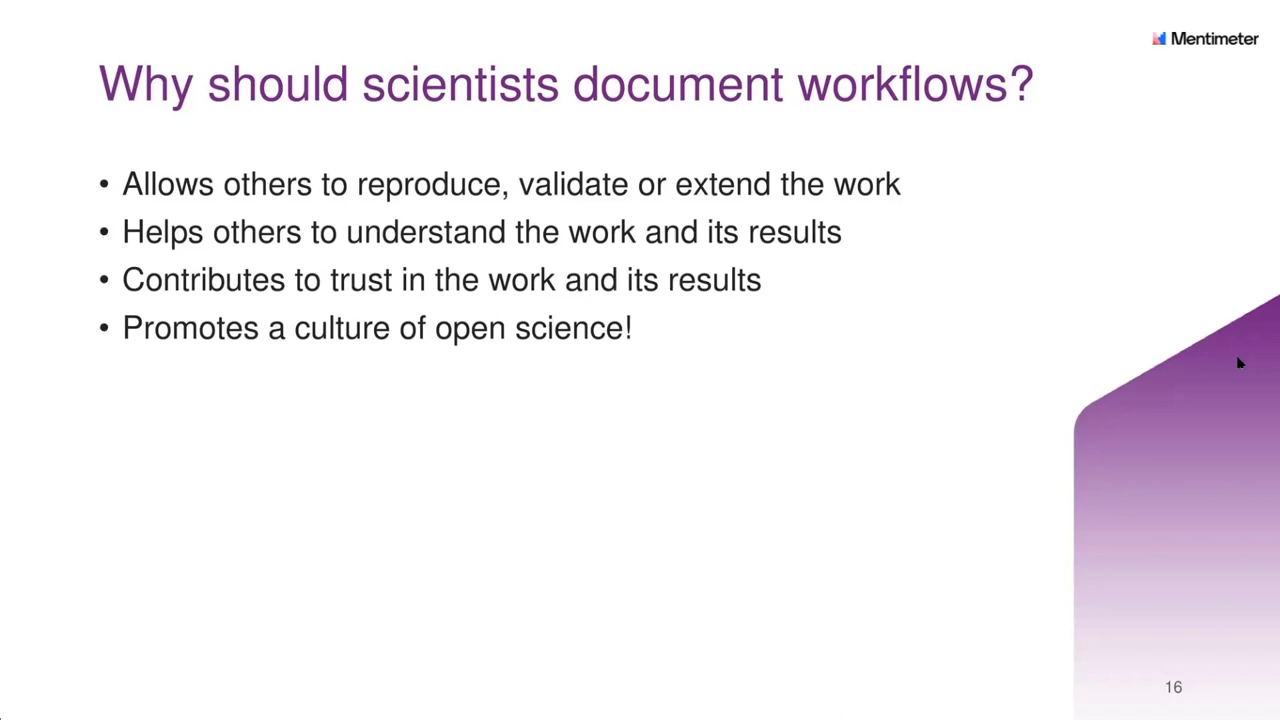 Mentimeter
Why should scientists document workflows?
• Allows others to reproduce, validate or extend the work
• Helps others to understand the work and its results
• Contributes to trust in the work and its results
• Promotes a culture of open science!
16